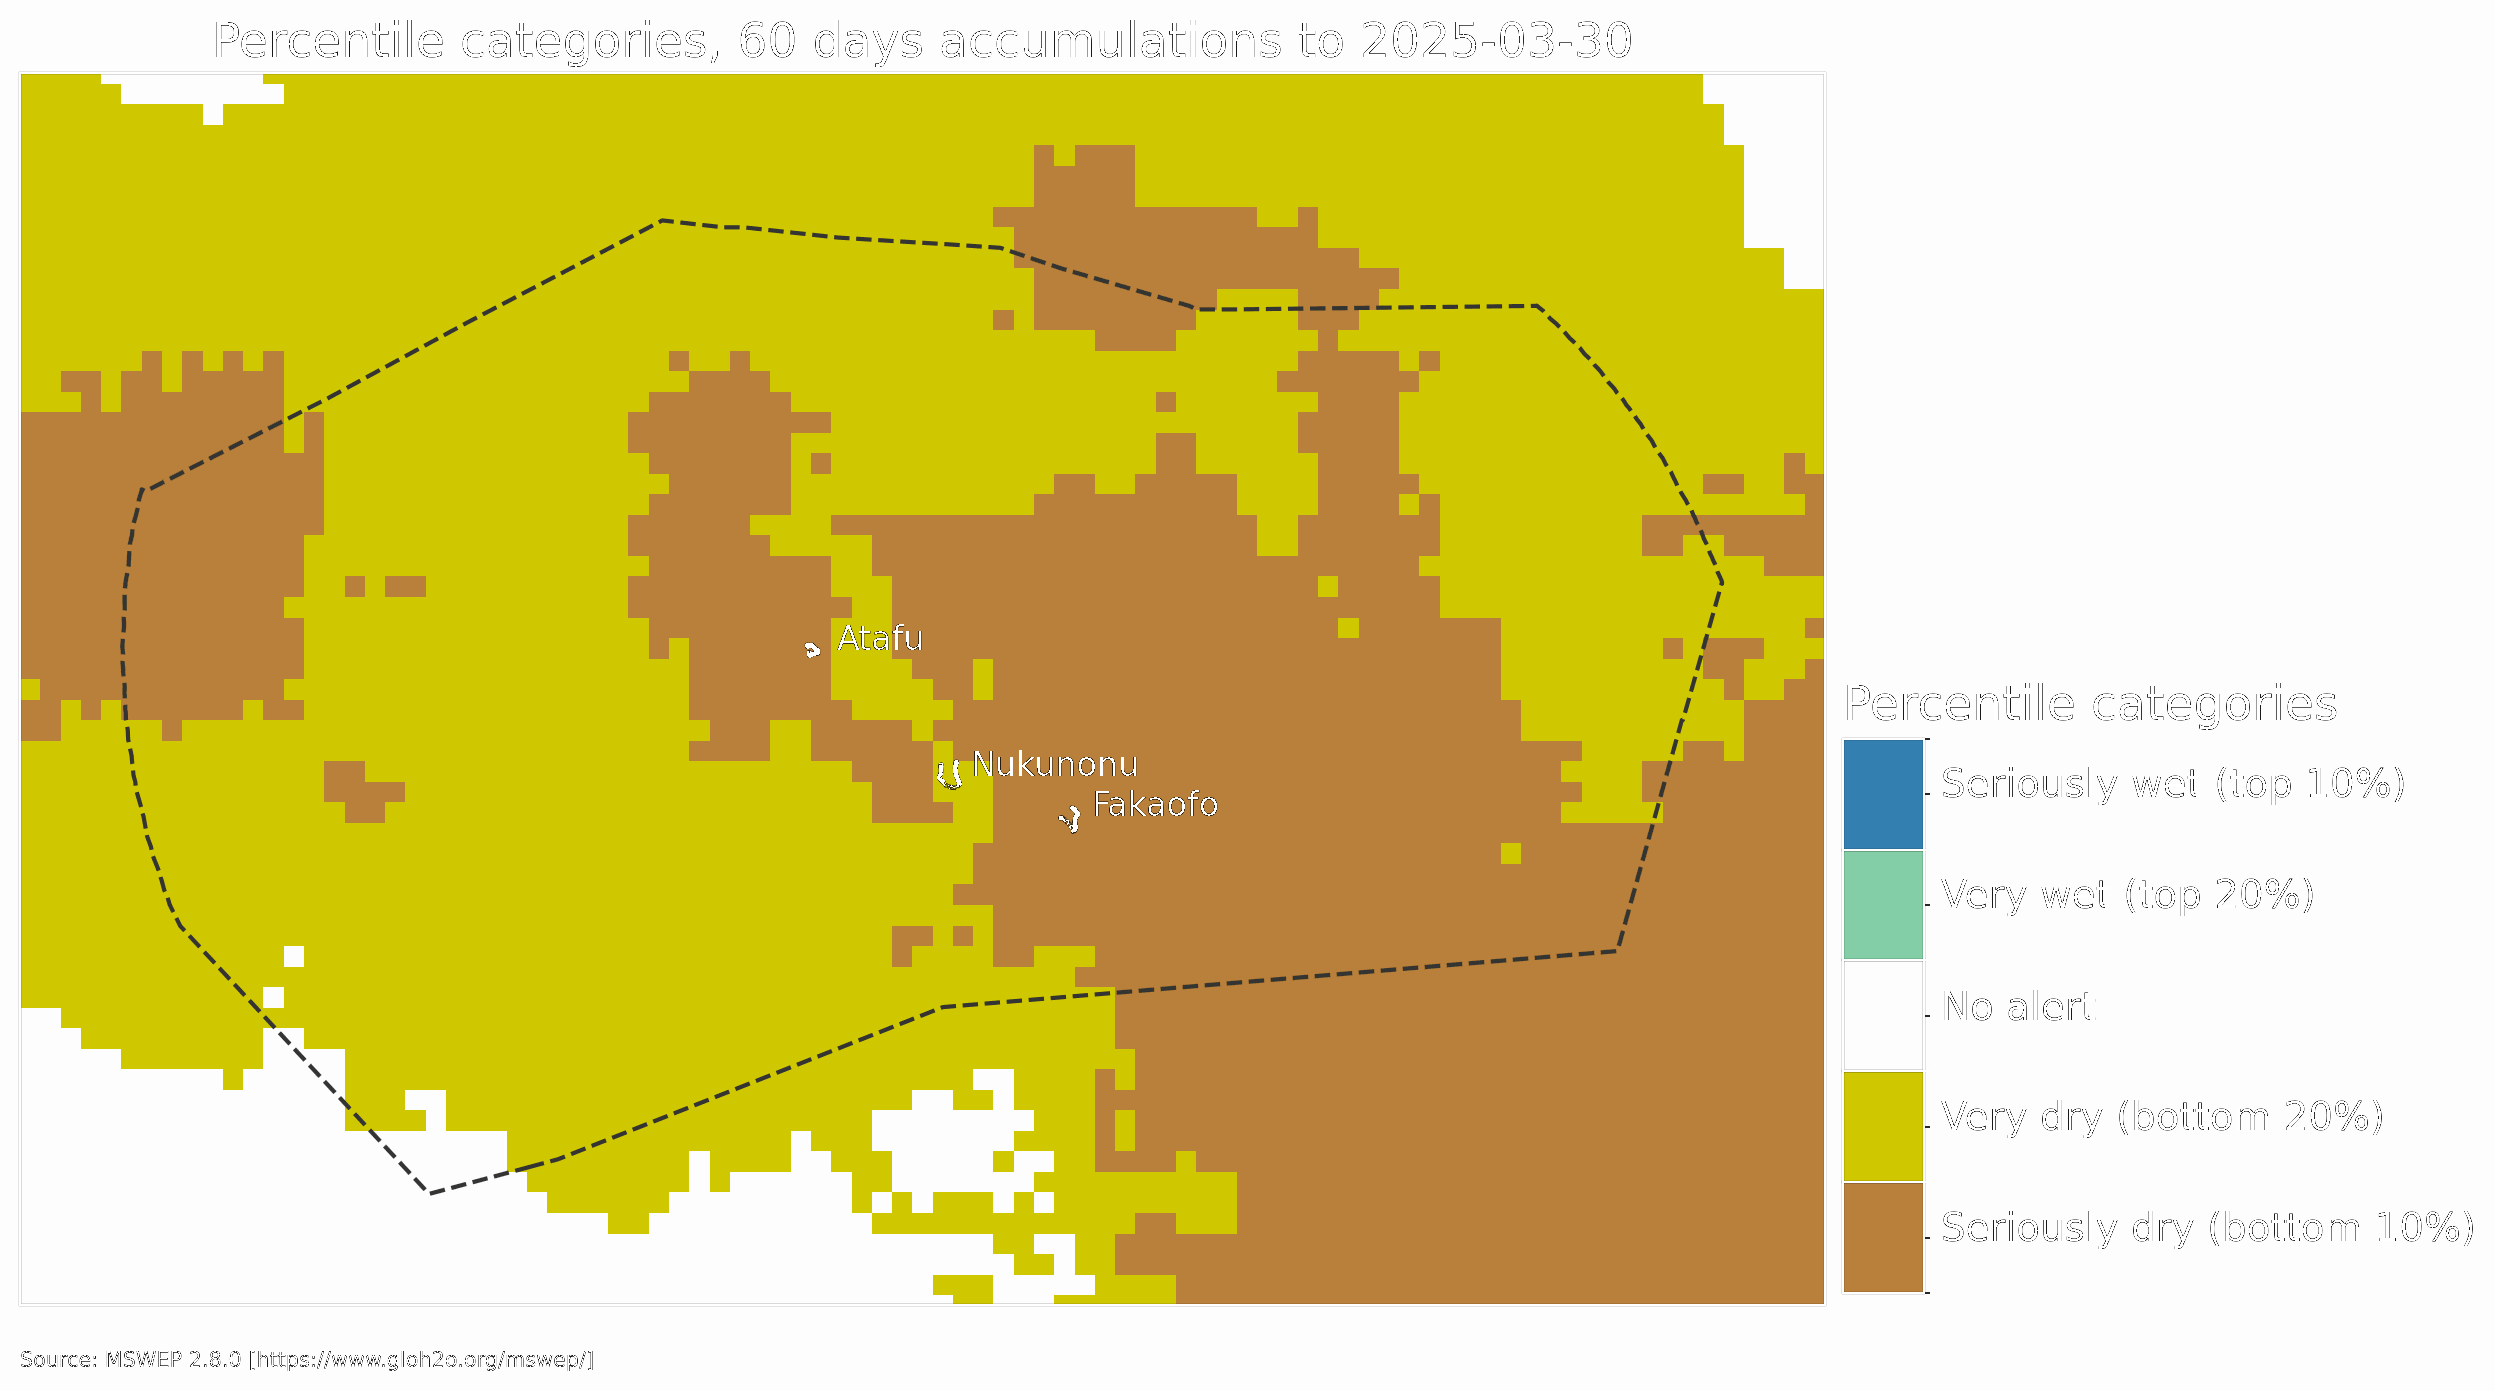 Percentile categories, 60 days accumulations to 2025-03-30
Atafu
Nukunonu
Fakaofo
Percentile categories
Seriously wet (top 10%)
Very wet (top 20%)
No alert
Very dry (bottom 20%)
Seriously dry (bottom 10%)
Source: MSWEP 2.8.0 [https://www.gloh2o.org/mswep/]